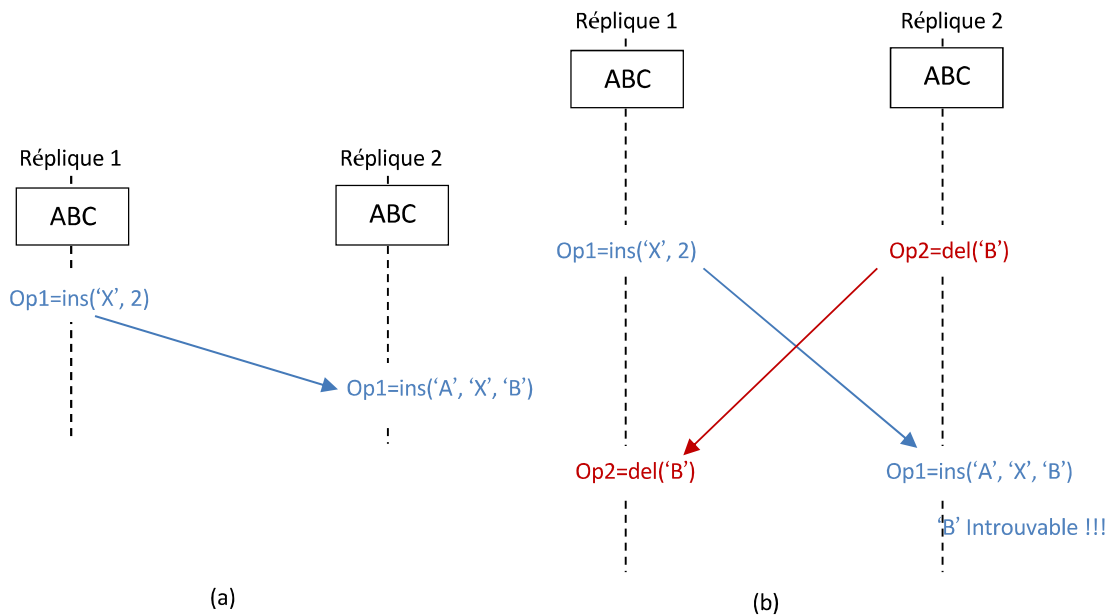 Réplique 1
Réplique 2
ABC
ABC
Op1=ins(‘X’, 2)
Op1=ins(‘A’, ‘X’, ‘B’)
(a)
Réplique 1
Réplique 2
ABC
ABC
Op1=ins(‘X’, 2)
Op2=del(‘B’)
Op2=del(‘B’)
Op1=ins(‘A’, ‘X’, ‘B’)
‘B’ Introuvable !!!
(b)